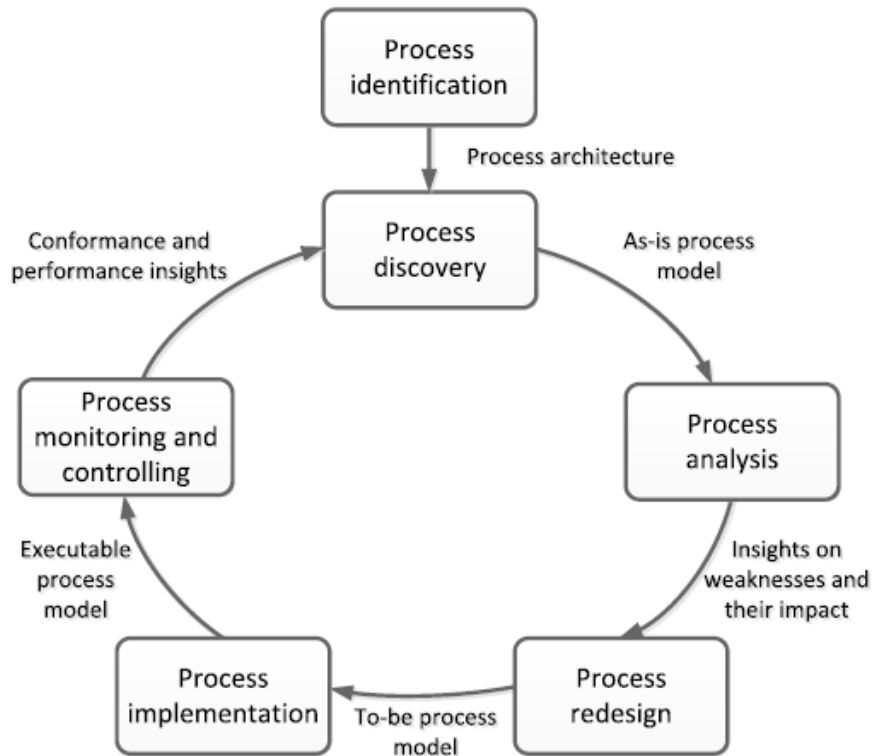 Process
identification
Process architecture
Process
discovery
As-is process
model
Process
analysis
Insights on
weaknesses and
their impact
Process
redesign
To-be process
model
Process
implementation
Executable
process
model
Process
monitoring and
controlling
Conformance and
performance insights